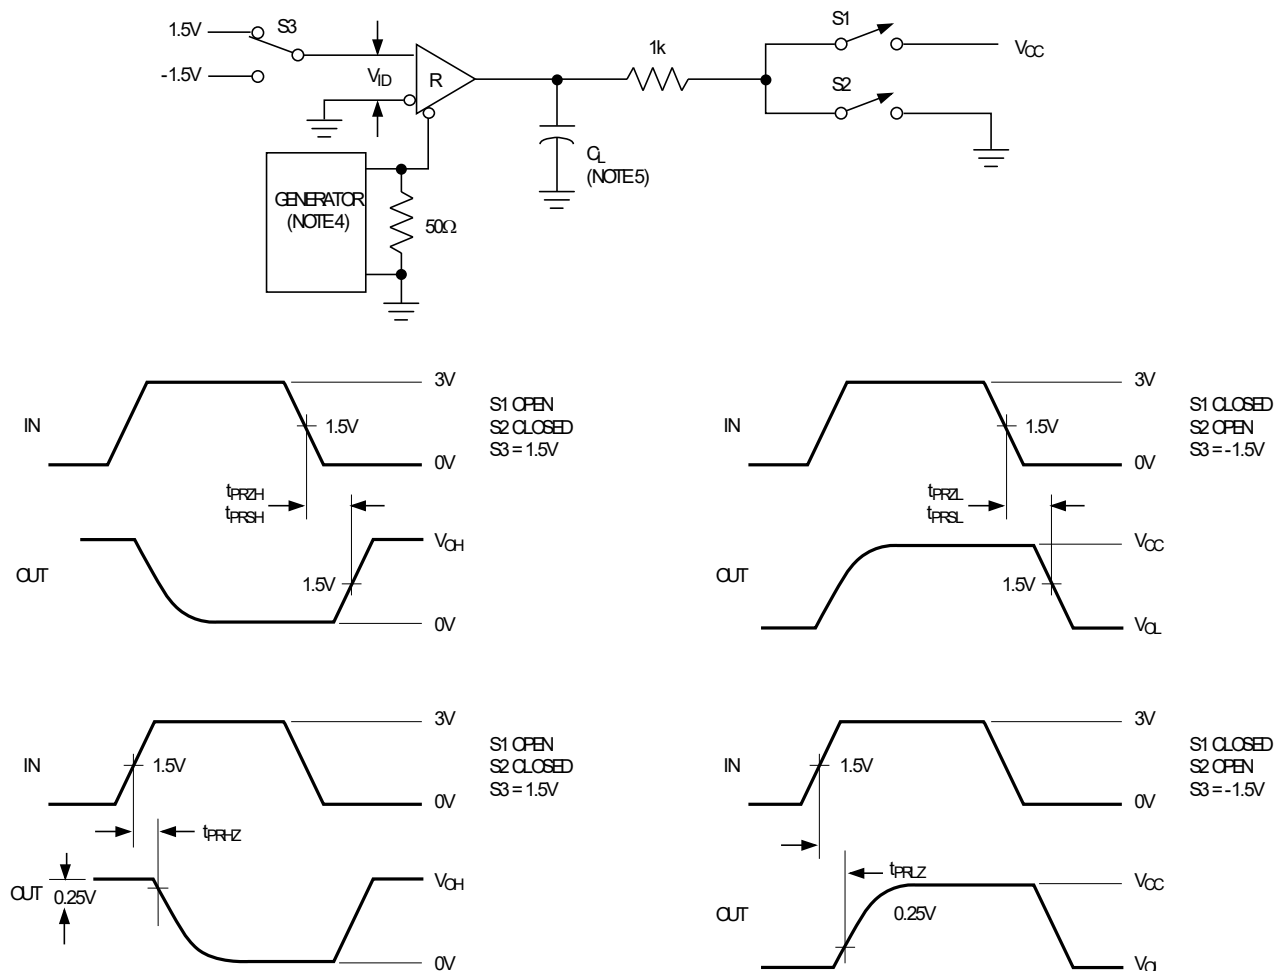 1.5V
S3
-1.5V
VID
R
1k
S1
VCC
S2
CL
(NOTE 5)
GENERATOR
(NOTE 4)
50Ω
IN
3V
1.5V
0V
S1 OPEN
S2 CLOSED
S3 = 1.5V
tPRZH
tPRSH
OUT
VOH
1.5V
0V
IN
3V
1.5V
0V
S1 CLOSED
S2 OPEN
S3 = -1.5V
tPRZL
tPRSL
OUT
VCC
1.5V
VOL
IN
3V
1.5V
0V
S1 OPEN
S2 CLOSED
S3 = 1.5V
tPRHZ
OUT
0.25V
VOH
0V
IN
3V
1.5V
0V
S1 CLOSED
S2 OPEN
S3 = -1.5V
tPRLZ
OUT
0.25V
VCC
VOL